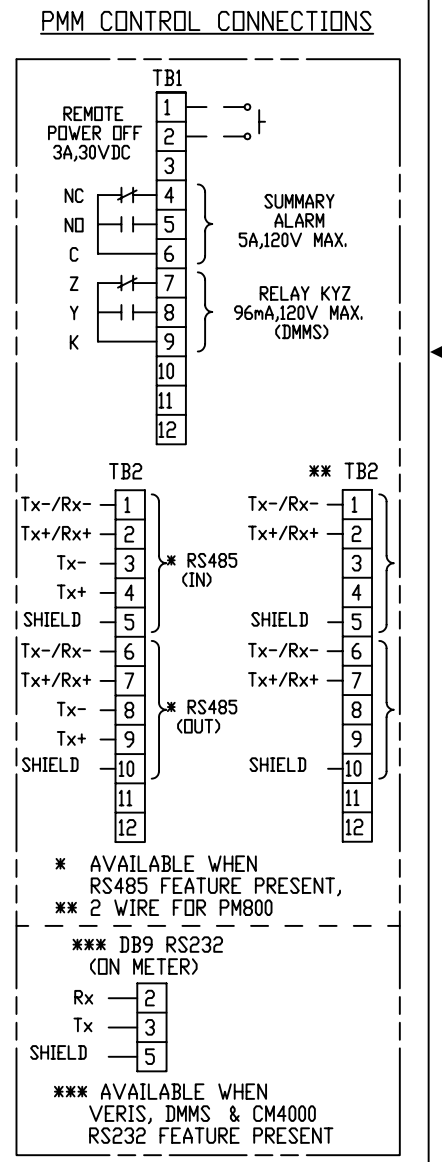 PMM CONTROL CONNECTIONS
TB1
REMOTE
POWER OFF
3A,30VDC
1
2
3
NC 4
NO 5
C 6
SUMMARY
ALARM
5A,120V MAX.
Z 7
Y 8
K 9
RELAY KYZ
96mA,120V MAX.
(DMMS)
10
11
12
TB2
Tx-/Rx- 1
Tx+/Rx+ 2
Tx- 3
Tx+ 4
SHIELD 5
* RS485
(IN)
Tx-/Rx- 6
Tx+/Rx+ 7
Tx- 8
Tx+ 9
SHIELD 10
* RS485
(OUT)
11
12
** TB2
Tx-/Rx- 1
Tx+/Rx+ 2
3
4
SHIELD 5
Tx-/Rx- 6
Tx+/Rx+ 7
8
9
SHIELD 10
11
12
* AVAILABLE WHEN
RS485 FEATURE PRESENT,
** 2 WIRE FOR PM800
*** DB9 RS232
(ON METER)
Rx 2
Tx 3
SHIELD 5
*** AVAILABLE WHEN
VERIS, DMMS & CM4000
RS232 FEATURE PRESENT